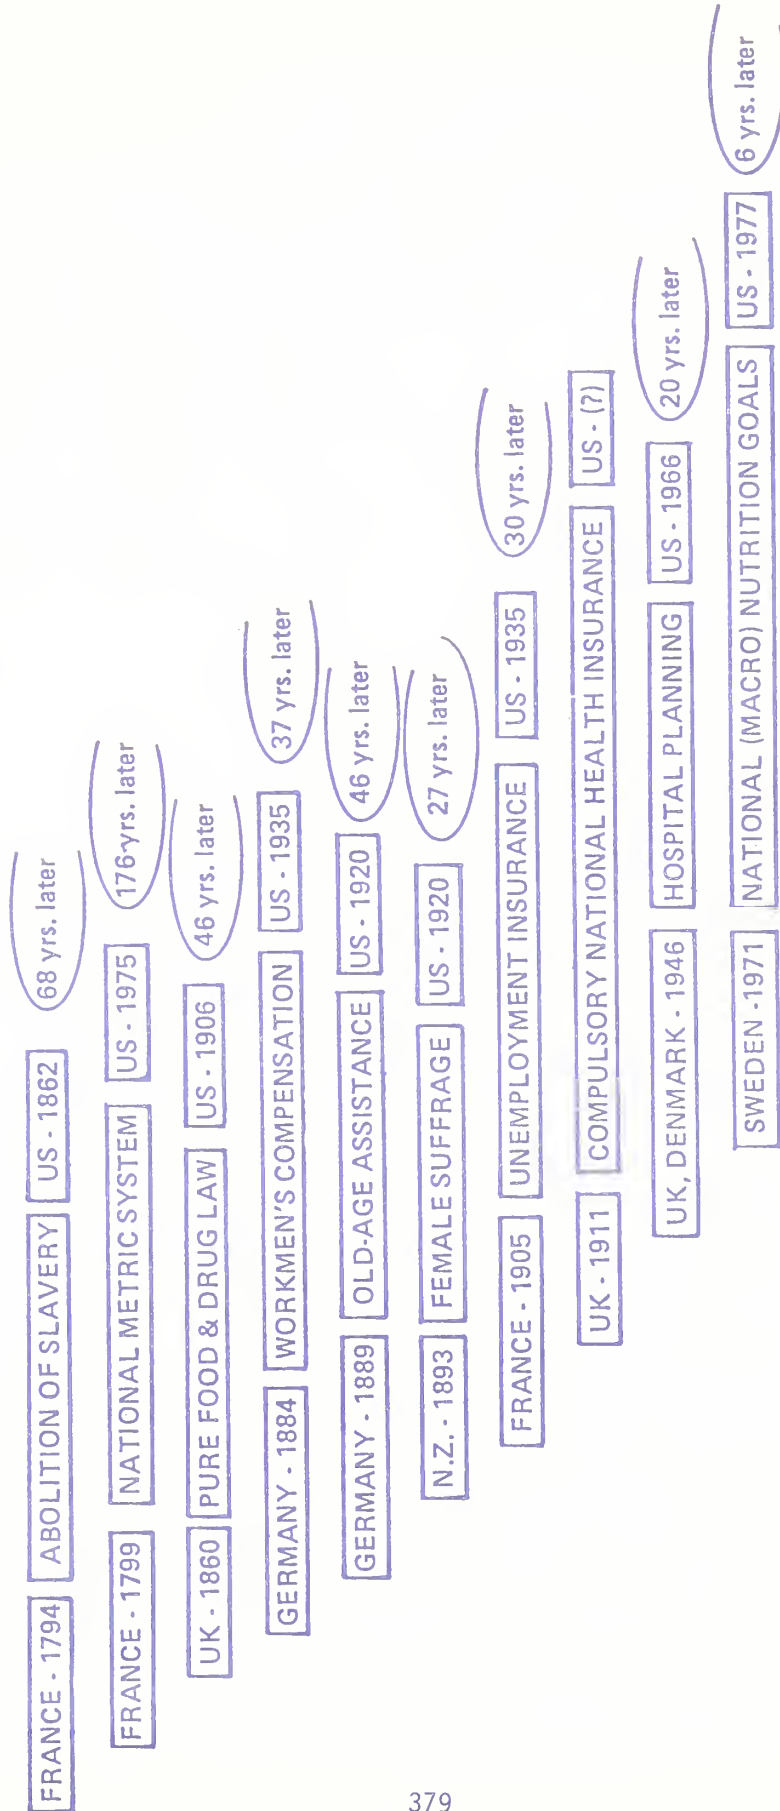 FRANCE - 1794 ABOLITION OF SLAVERY US - 1862 68 yrs. later
FRANCE - 1799 NATIONAL METRIC SYSTEM US - 1975 176 yrs. later
UK - 1860 PURE FOOD & DRUG LAW US - 1906 46 yrs. later
GERMANY - 1884 WORKMEN'S COMPENSATION US - 1935 37 yrs. later
GERMANY - 1889 OLD-AGE ASSISTANCE US - 1920 46 yrs. later
N.Z. - 1893 FEMALE SUFFRAGE US - 1920 27 yrs. later
FRANCE - 1905 UNEMPLOYMENT INSURANCE US - 1935 30 yrs. later
UK - 1911 COMPULSORY NATIONAL HEALTH INSURANCE US - (?)
UK, DENMARK - 1946 HOSPITAL PLANNING US - 1966 20 yrs. later
SWEDEN -1971 NATIONAL (MACRO) NUTRITION GOALS US - 1977 6 yrs. later
379